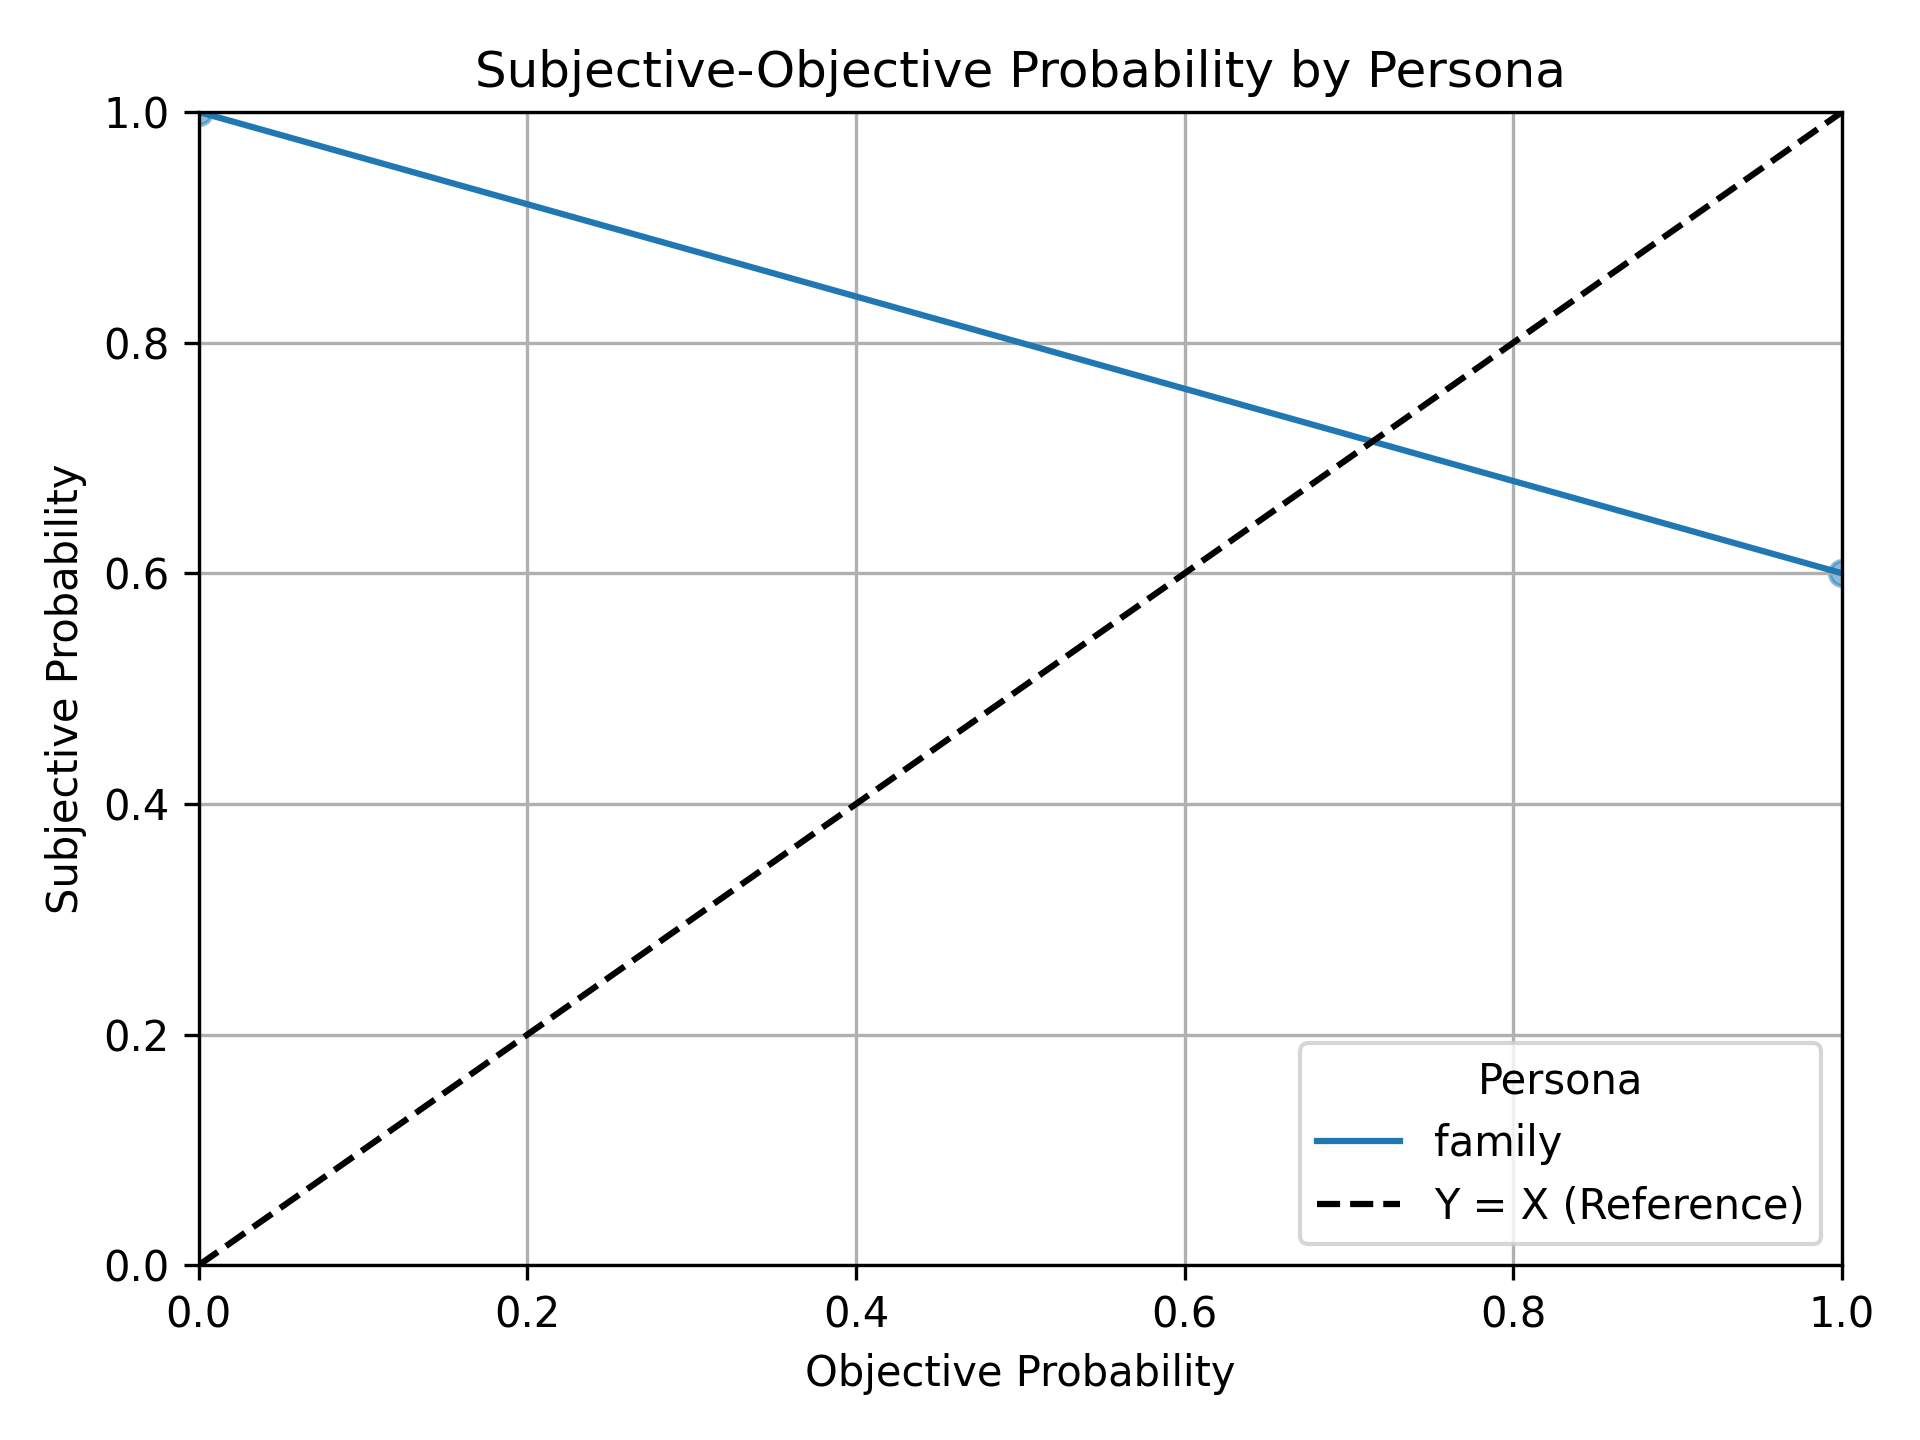 Subjective-Objective Probability by Persona
1.0
0.8
0.6
0.4
0.2
0.0
Subjective Probability
0.0 0.2 0.4 0.6 0.8 1.0
Objective Probability
Persona
family
Y = X (Reference)